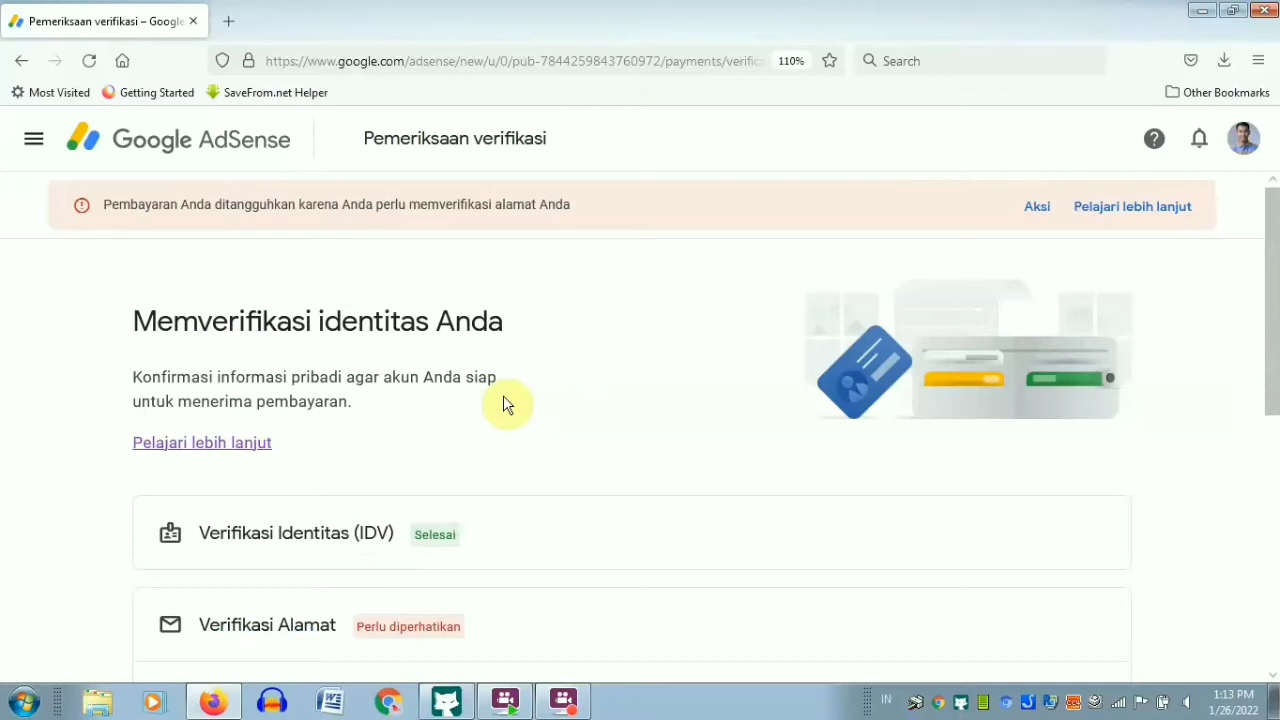 Pemeriksaan verifikasi – Google
https://www.google.com/adsense/new/u/0/pub-7844259843760972/payments/verific
110%
Search
Most Visited
Getting Started
SaveFrom.net Helper
Other Bookmarks
Google AdSense
Pemeriksaan verifikasi
Pembayaran Anda ditangguhkan karena Anda perlu memverifikasi alamat Anda
Aksi
Pelajari lebih lanjut
Memverifikasi identitas Anda
Konfirmasi informasi pribadi agar akun Anda siap
untuk menerima pembayaran.
Pelajari lebih lanjut
Verifikasi Identitas (IDV)
Selesai
Verifikasi Alamat
Perlu diperhatikan
IN
1:13 PM
1/26/2022